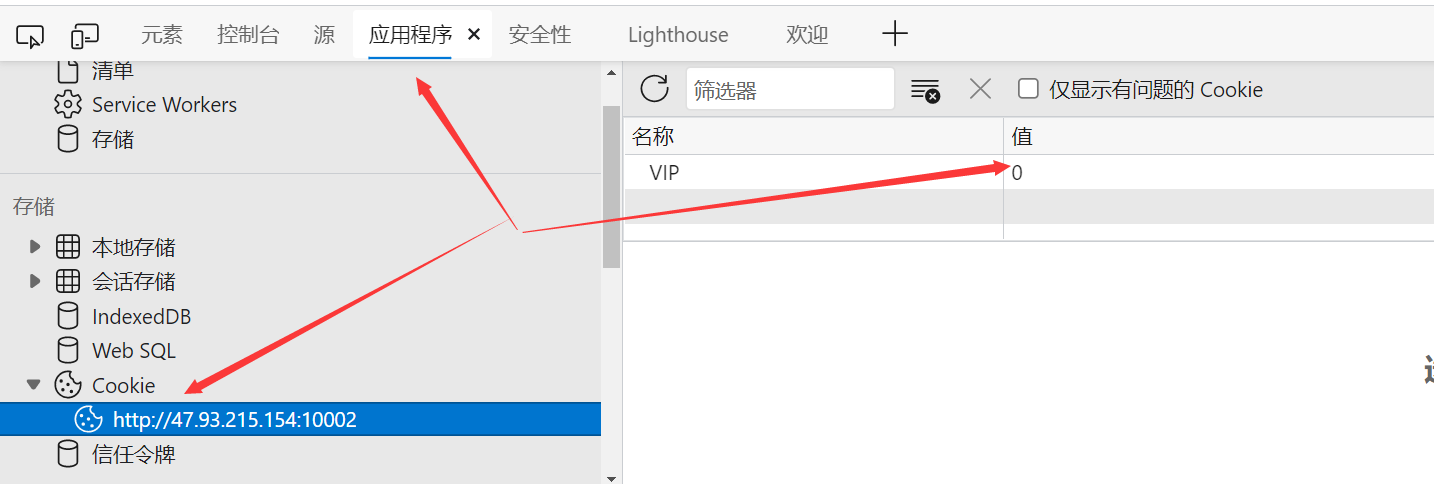 元素 控制台 源 应用程序 × 安全性 Lighthouse 欢迎
清单
Service Workers
存储
存储
本地存储
会话存储
IndexedDB
Web SQL
Cookie
http://47.93.215.154:10002
信任令牌
筛选器 仅显示有问题的 Cookie
名称 值
VIP 0